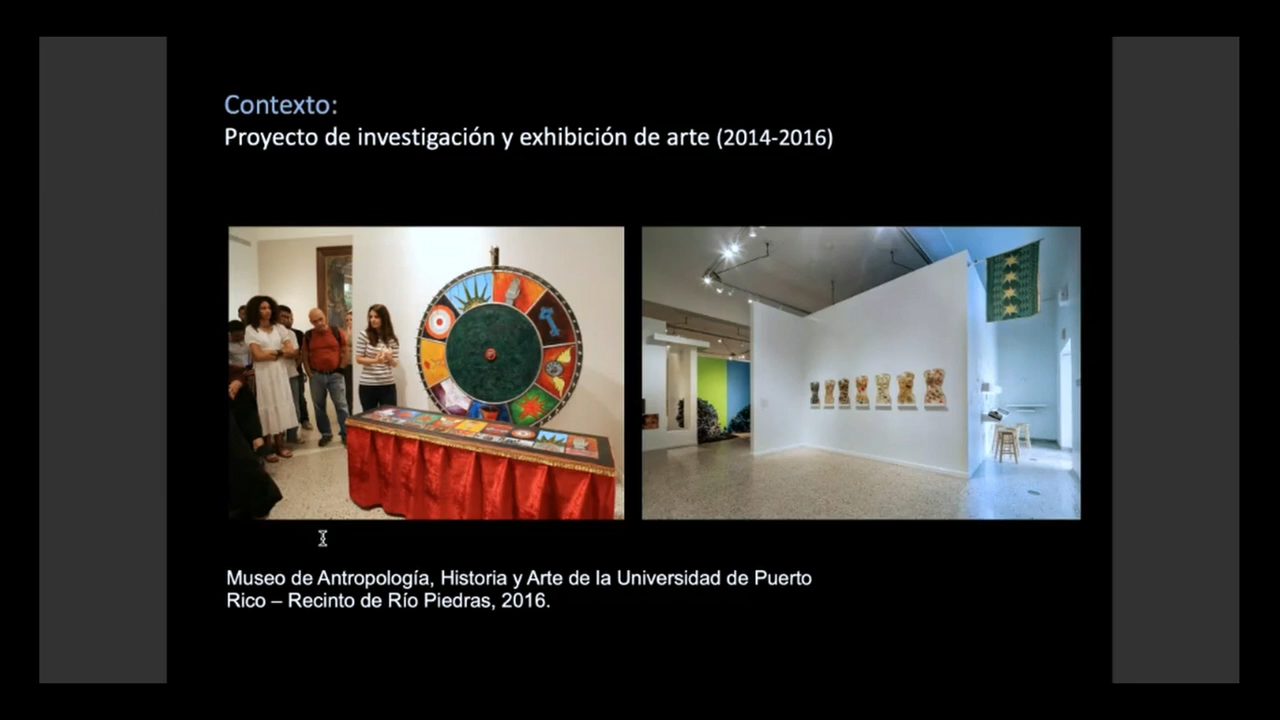 Contexto:
Proyecto de investigación y exhibición de arte (2014-2016)
Museo de Antropología, Historia y Arte de la Universidad de Puerto
Rico – Recinto de Río Piedras, 2016.